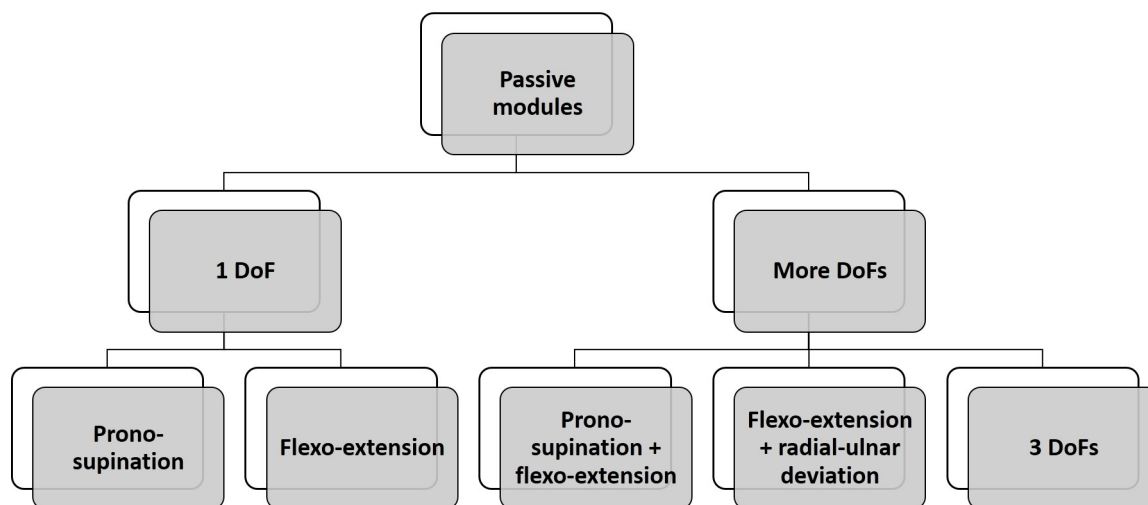 Passive
modules
1 DoF
More DoFs
Prono-
supination
Flexo-extension
Prono-
supination +
flexo-extension
Flexo-extension
+ radial-ulnar
deviation
3 DoFs